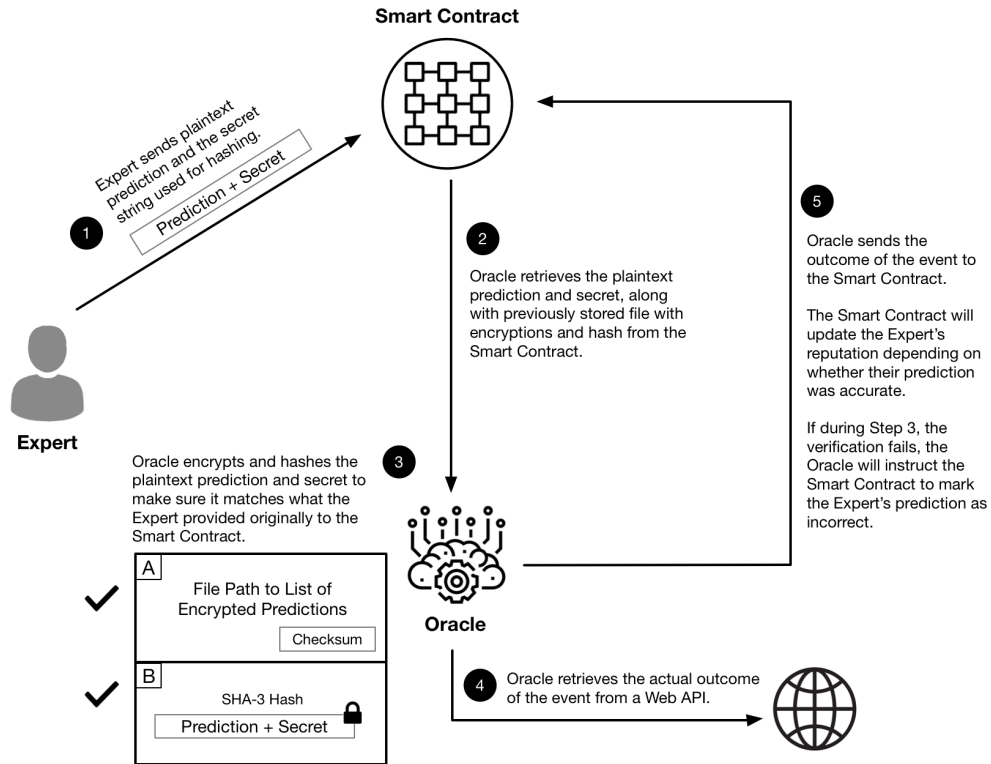 Smart Contract
Expert sends plaintext
prediction and the secret
string used for hashing.
Prediction + Secret
1
Expert
2
Oracle retrieves the plaintext
prediction and secret, along
with previously stored file with
encryptions and hash from the
Smart Contract.
3
Oracle encrypts and hashes the
plaintext prediction and secret to
make sure it matches what the
Expert provided originally to the
Smart Contract.
A
File Path to List of
Encrypted Predictions
Checksum
B
SHA-3 Hash
Prediction + Secret
Oracle
4
Oracle retrieves the actual outcome
of the event from a Web API.
5
Oracle sends the
outcome of the event to
the Smart Contract.
The Smart Contract will
update the Expert’s
reputation depending on
whether their prediction
was accurate.
If during Step 3, the
verification fails, the
Oracle will instruct the
Smart Contract to mark
the Expert’s prediction as
incorrect.